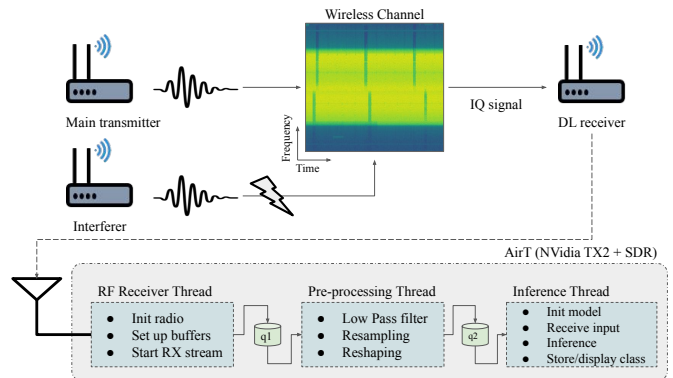 Wireless Channel
Main transmitter
IQ signal
DL receiver
Frequency
Time
Interferer
AirT (NVidia TX2 + SDR)
RF Receiver Thread
● Init radio
● Set up buffers
● Start RX stream
q1
Pre-processing Thread
● Low Pass filter
● Resampling
● Reshaping
q2
Inference Thread
● Init model
● Receive input
● Inference
● Store/display class